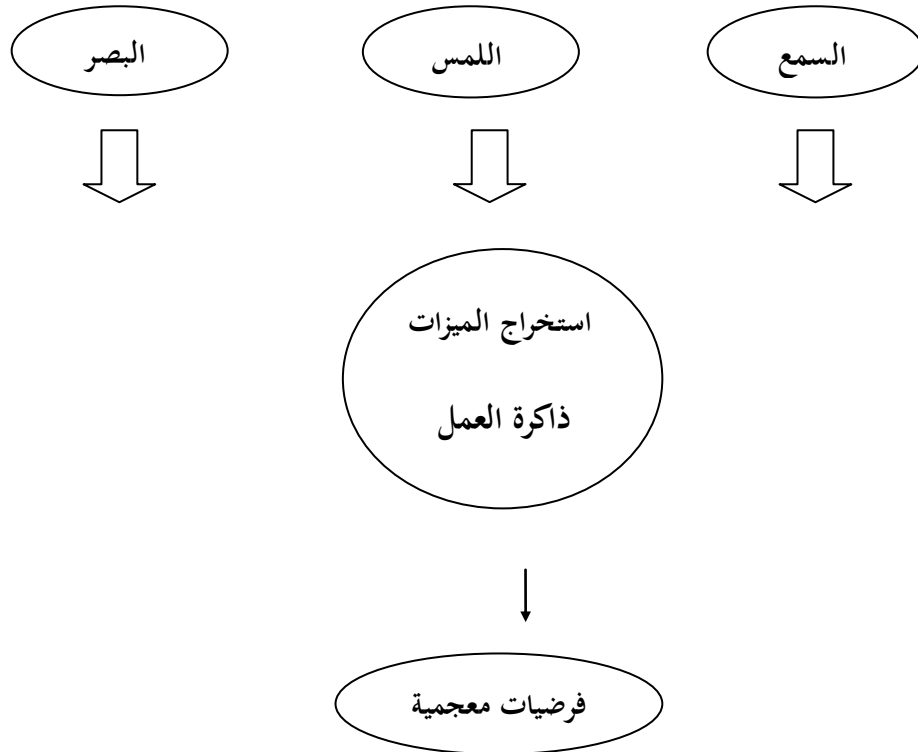 السمع
اللمس
البصر
استخراج الميزات
ذاكرة العمل
فرضيات معجمية